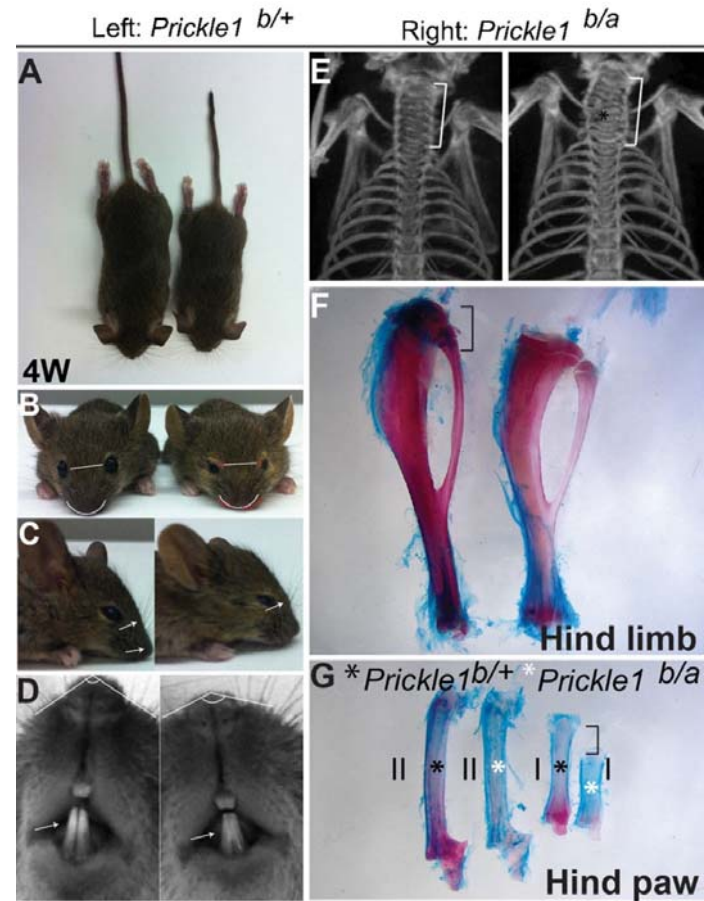 Left: Prickle1 b/+ Right: Prickle1 b/a
A
4W
B
C
D
E
*
F
Hind limb
G * Prickle1 b/+ * Prickle1 b/a
II * II * I * * I
Hind paw